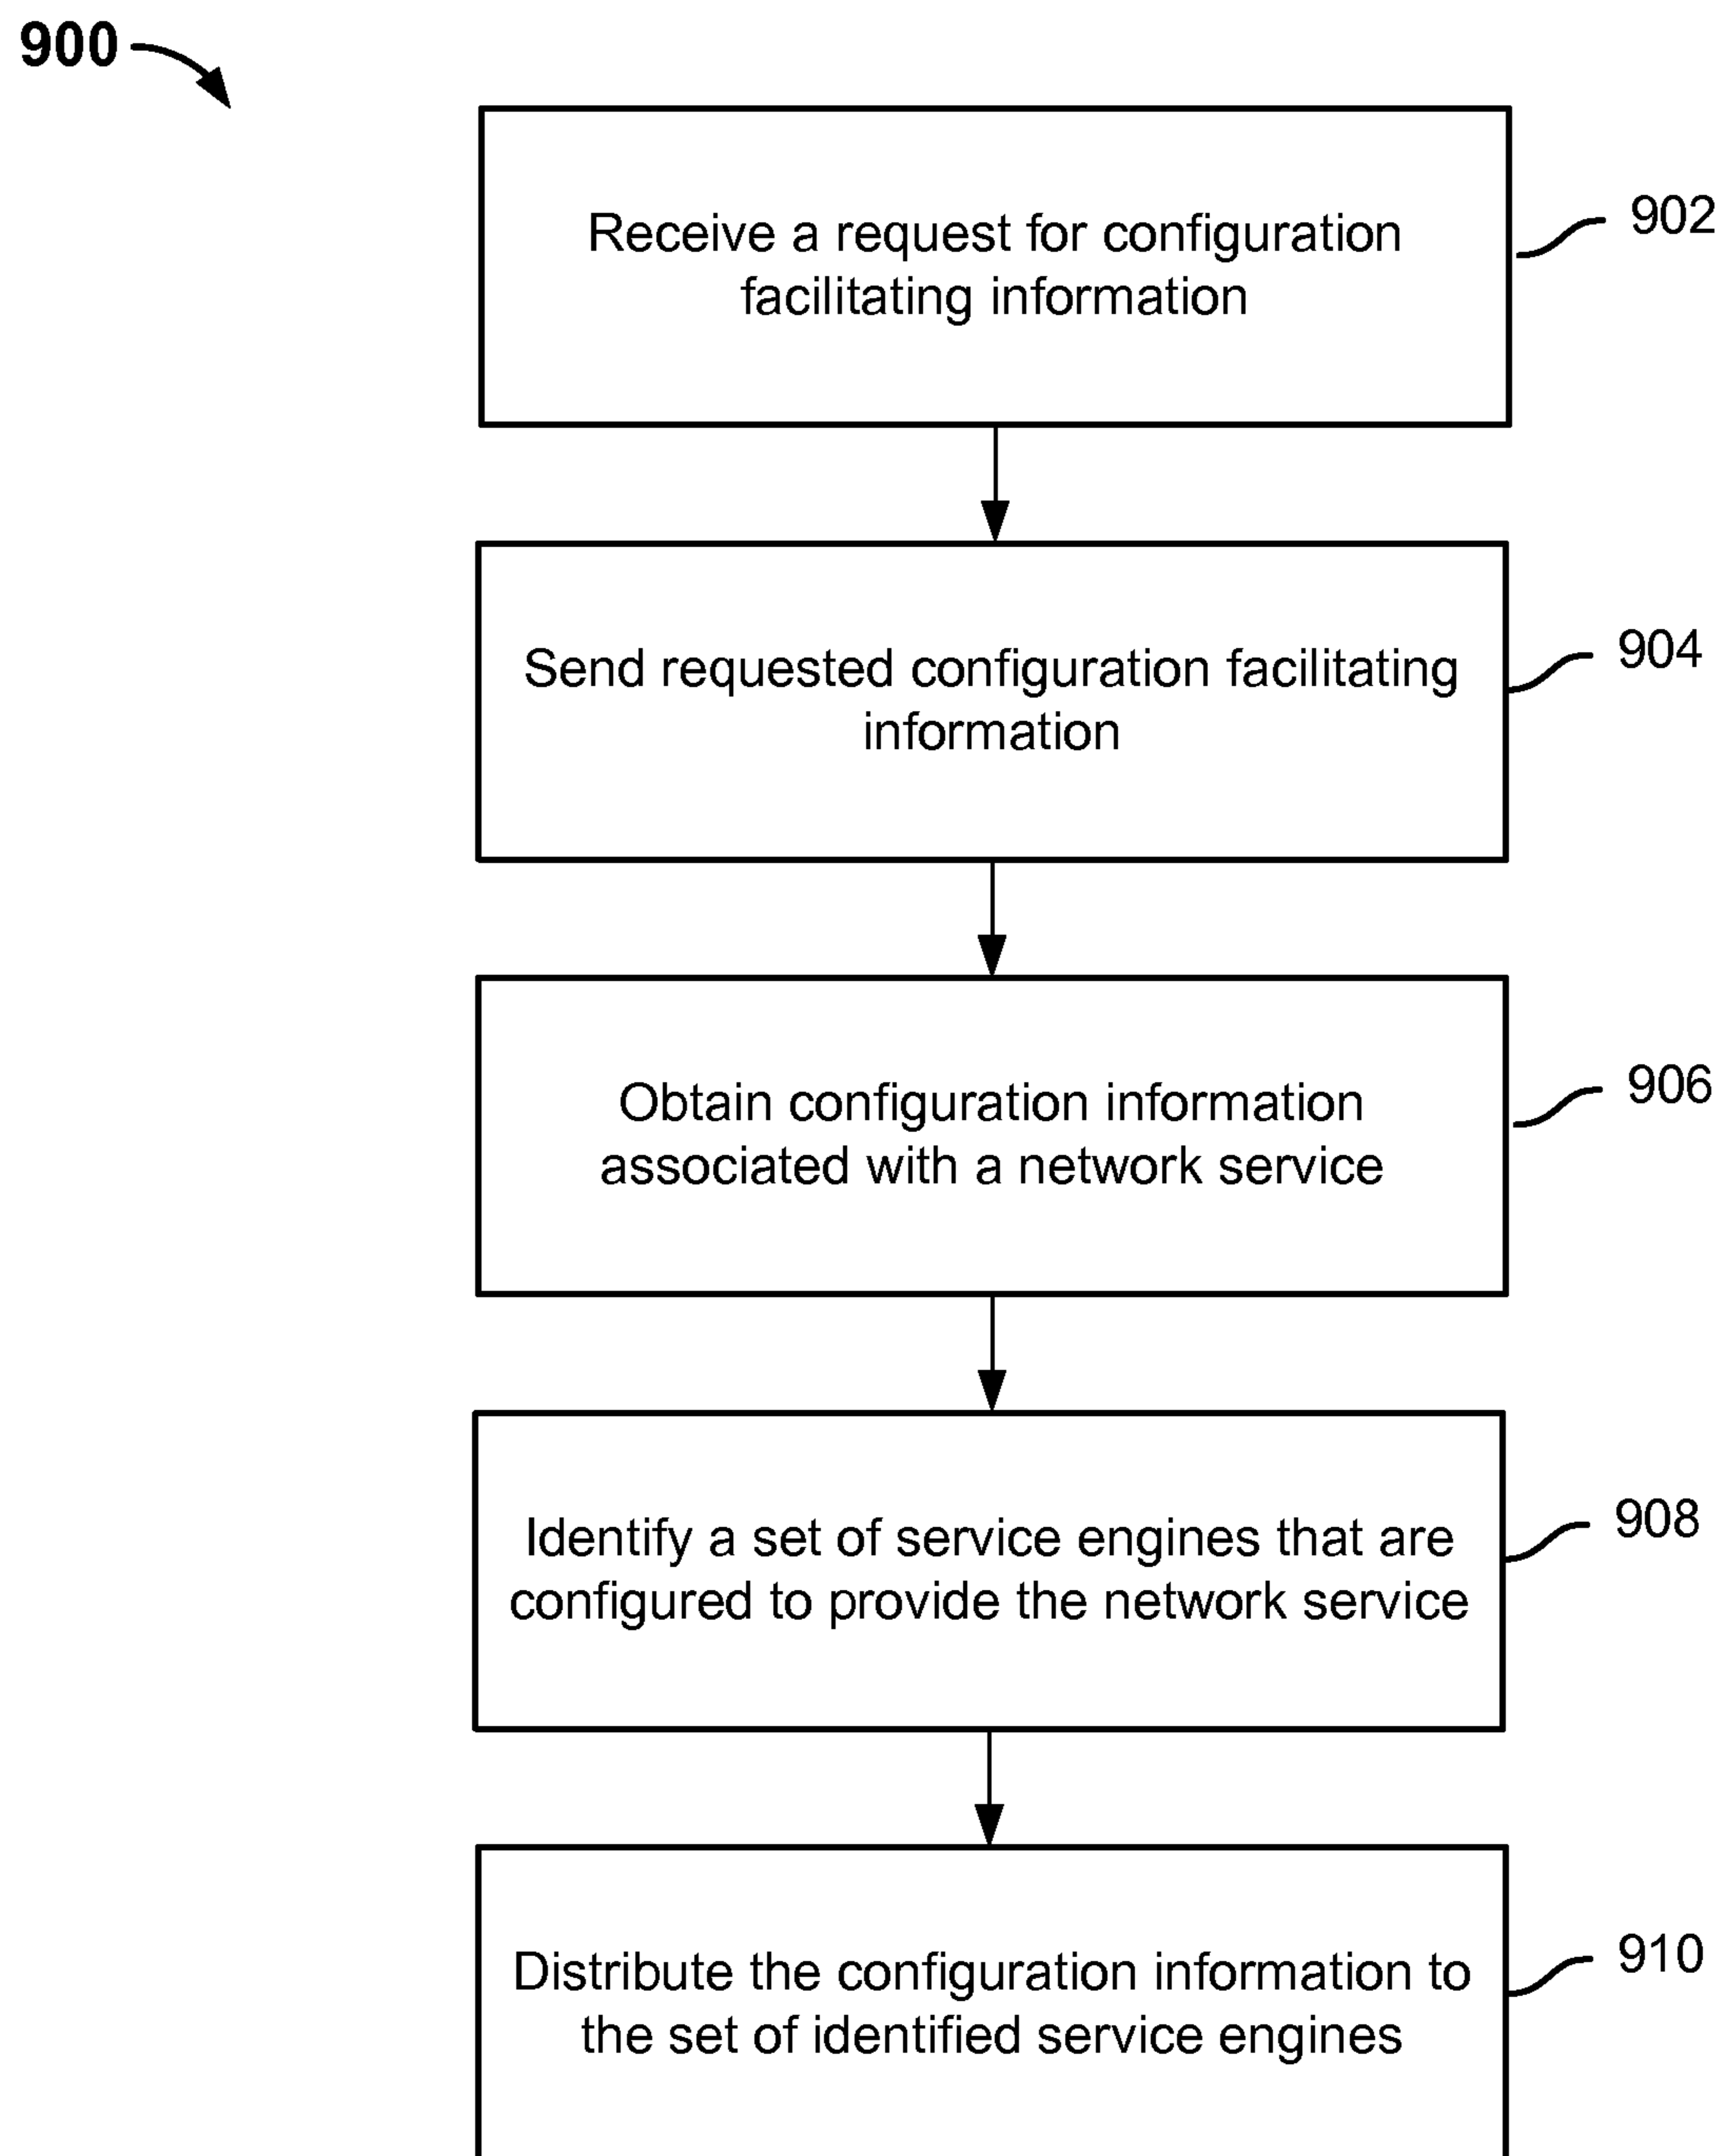 900
Receive a request for configuration
facilitating information
902
Send requested configuration facilitating
information
904
Obtain configuration information
associated with a network service
906
Identify a set of service engines that are
configured to provide the network service
908
Distribute the configuration information to
the set of identified service engines
910